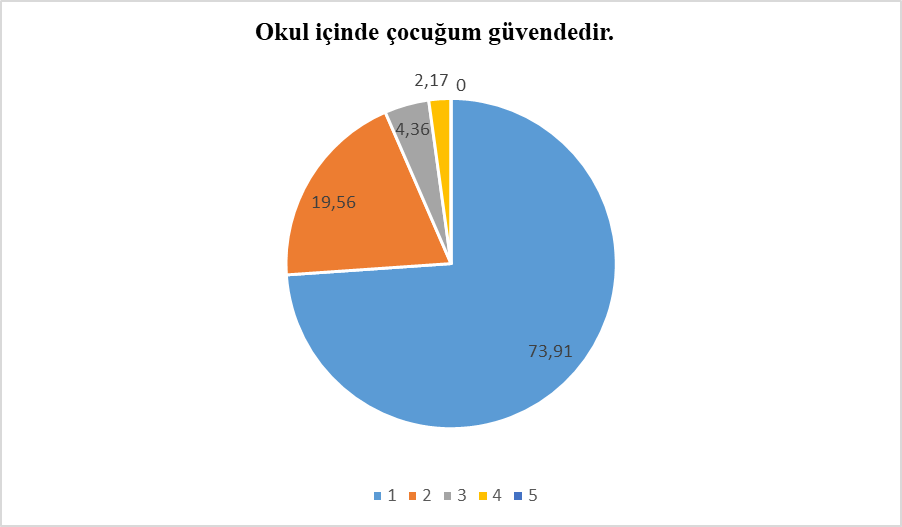 Okul içinde çocuğum güvendedir.
2,17 0
4,36
19,56
73,91
1 2 3 4 5